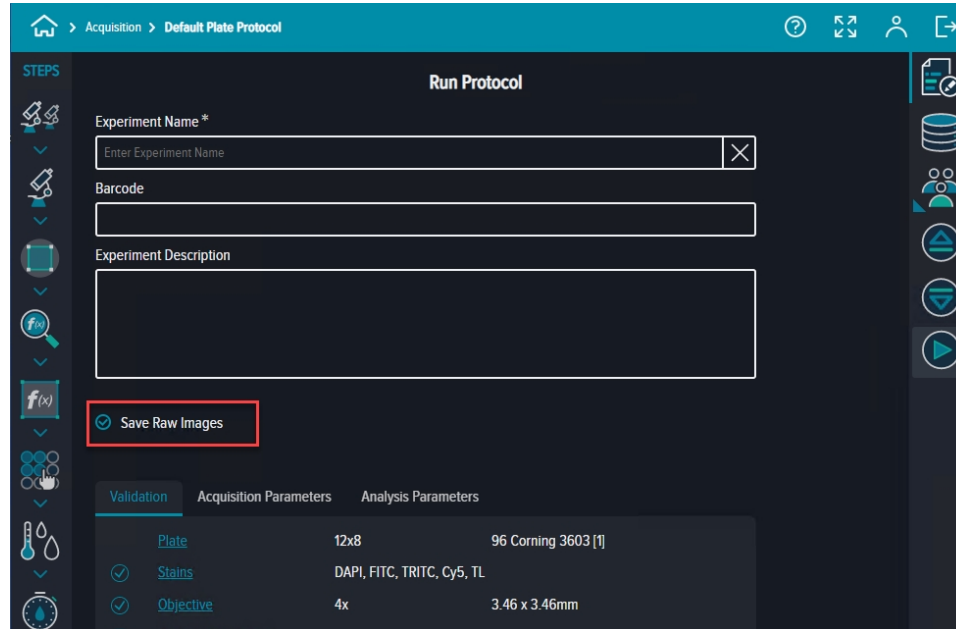 Acquisition > Default Plate Protocol
STEPS
Run Protocol
Experiment Name *
Enter Experiment Name
Barcode
Experiment Description
f(x)
f(x)
Save Raw Images
Validation Acquisition Parameters Analysis Parameters
Plate 12x8 96 Corning 3603 [1]
Stains DAPI, FITC, TRITC, Cy5, TL
Objective 4x 3.46 x 3.46mm